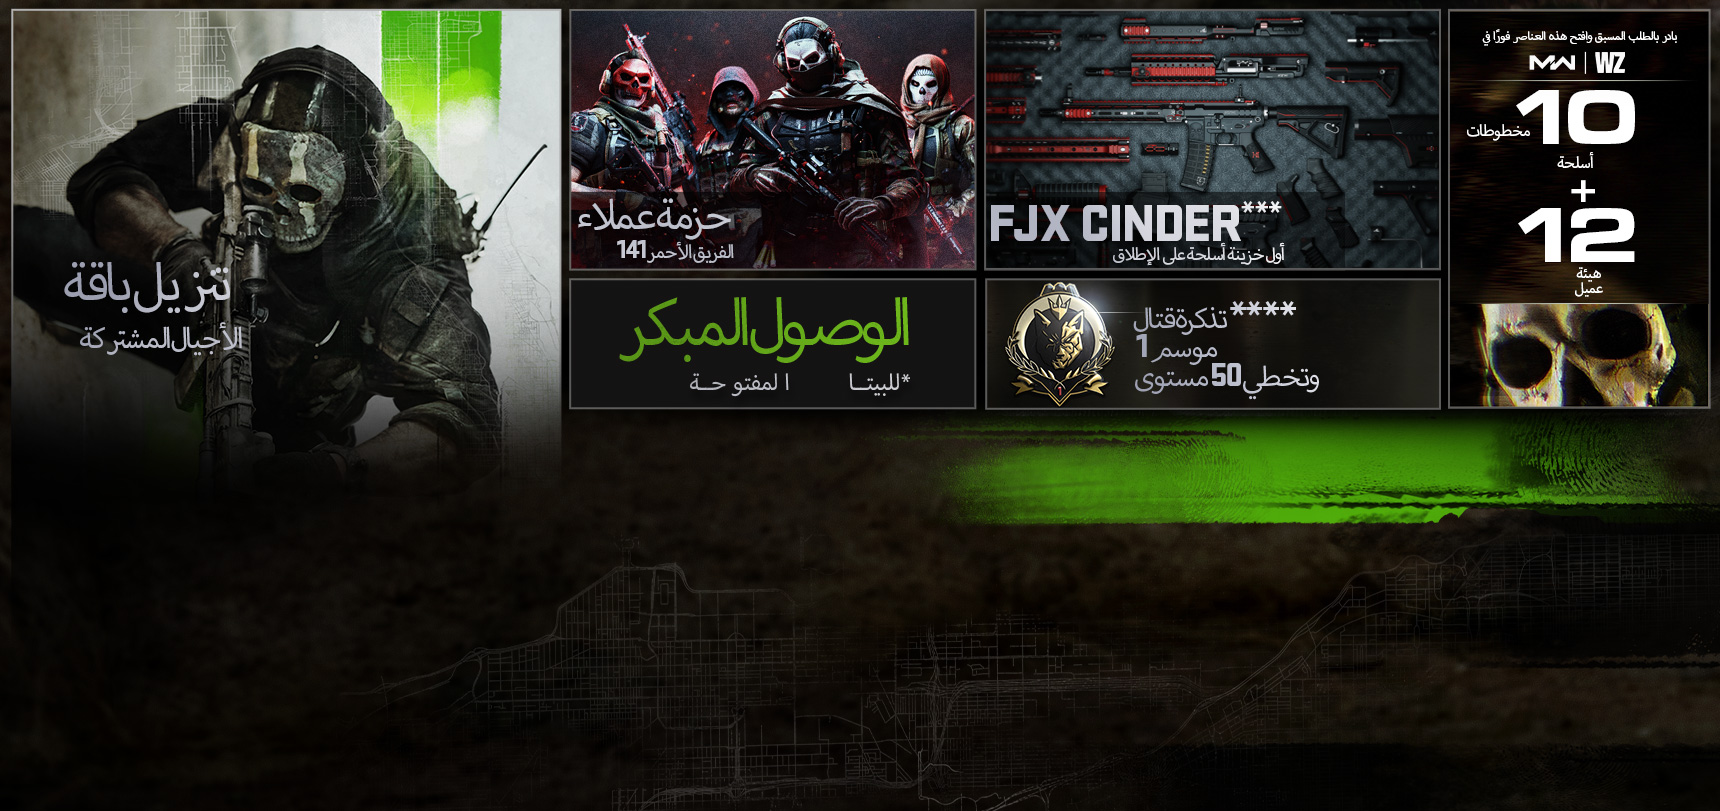 تنزيل باقة
الأجيال المشتركة
حزمة عملاء
الفريق الأحمر 141
FJX CINDER***
أول خزينة أسلحة على الإطلاق
الوصول المبكر
*للبيتا المفتوحة
****تذكرة قتال
موسم 1
وتخطي 50 مستوى
1
بادر بالطلب المسبق وافتح هذه العناصر فورًا في
MW | WZ
10
مخطوطات
أسلحة
+
12
هيئة
عميل